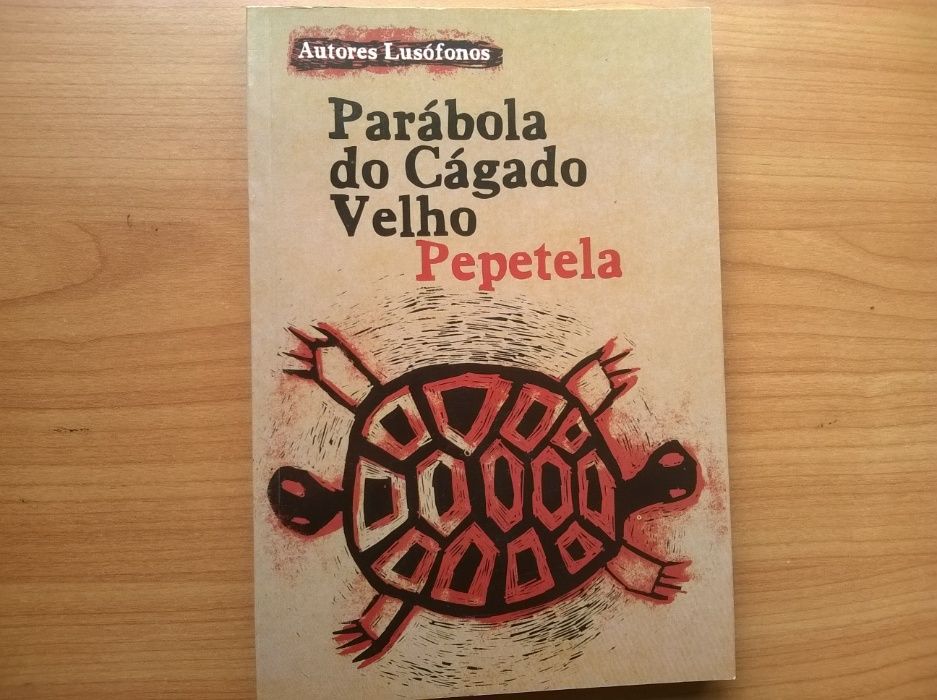 Autores Lusófonos
Parábola
do Cágado
Velho
Pepetela